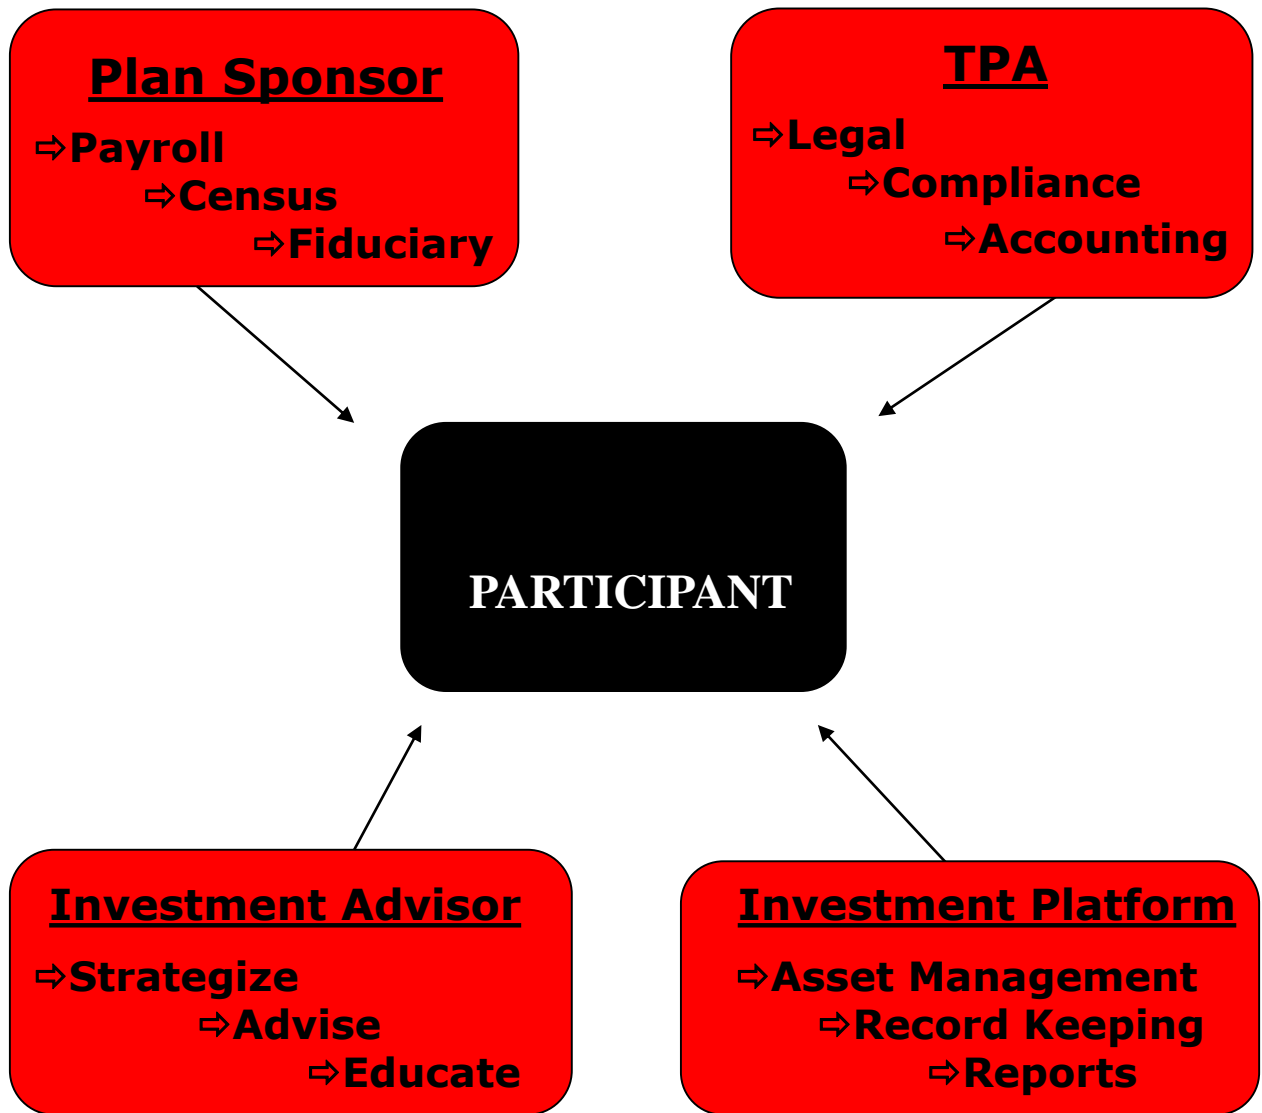 Plan Sponsor
⇨Payroll
⇨Census
⇨Fiduciary
TPA
⇨Legal
⇨Compliance
⇨Accounting
PARTICIPANT
Investment Advisor
⇨Strategize
⇨Advise
⇨Educate
Investment Platform
⇨Asset Management
⇨Record Keeping
⇨Reports